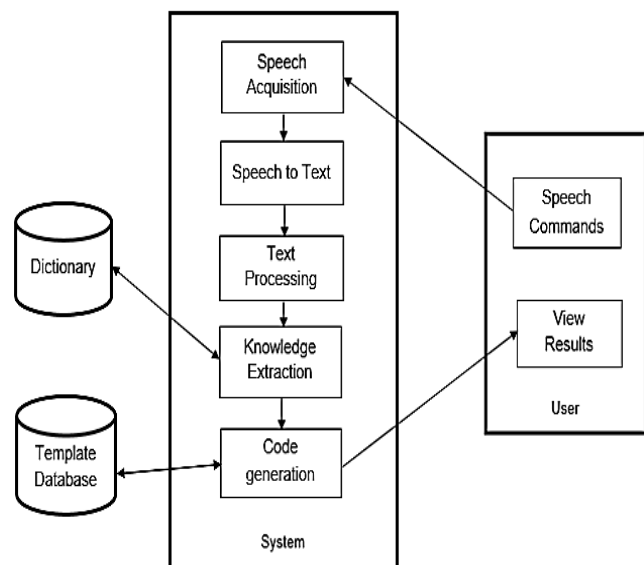 Speech
Acquisition
Speech to Text
Text
Processing
Knowledge
Extraction
Code
generation
System
Dictionary
Template
Database
Speech
Commands
View
Results
User